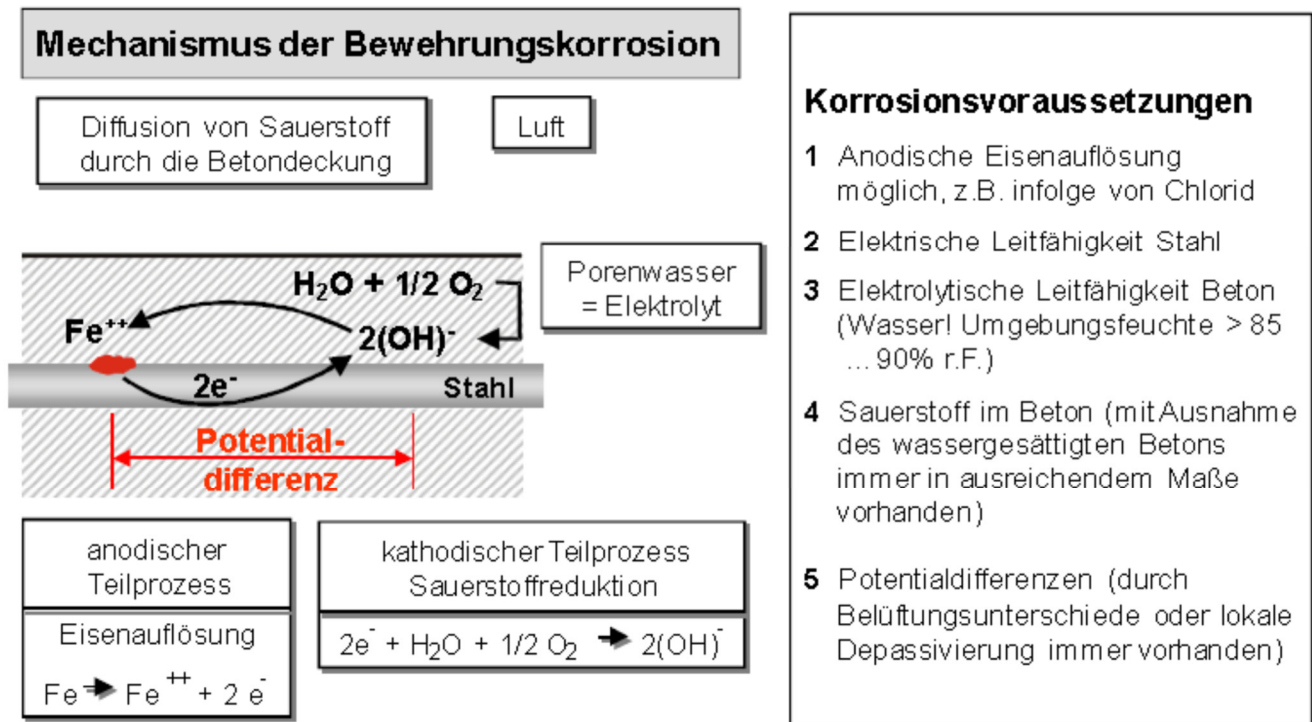 Mechanismus der Bewehrungskorrosion
Diffusion von Sauerstoff
durch die Betondeckung
Luft
H₂O + 1/2 O₂
Porenwasser
= Elektrolyt
Fe⁺⁺
2(OH)⁻
2e⁻
Stahl
Potential-
differenz
anodischer
Teilprozess
Eisenauflösung
Fe → Fe⁺⁺ + 2 e⁻
kathodischer Teilprozess
Sauerstoffreduktion
2e⁻ + H₂O + 1/2 O₂ → 2(OH)⁻
Korrosionsvoraussetzungen
1 Anodische Eisenauflösung
möglich, z.B. infolge von Chlorid
2 Elektrische Leitfähigkeit Stahl
3 Elektrolytische Leitfähigkeit Beton
(Wasser! Umgebungsfeuchte > 85
... 90% r.F.)
4 Sauerstoff im Beton (mit Ausnahme
des wassergesättigten Betons
immer in ausreichendem Maße
vorhanden)
5 Potentialdifferenzen (durch
Belüftungsunterschiede oder lokale
Depassivierung immer vorhanden)